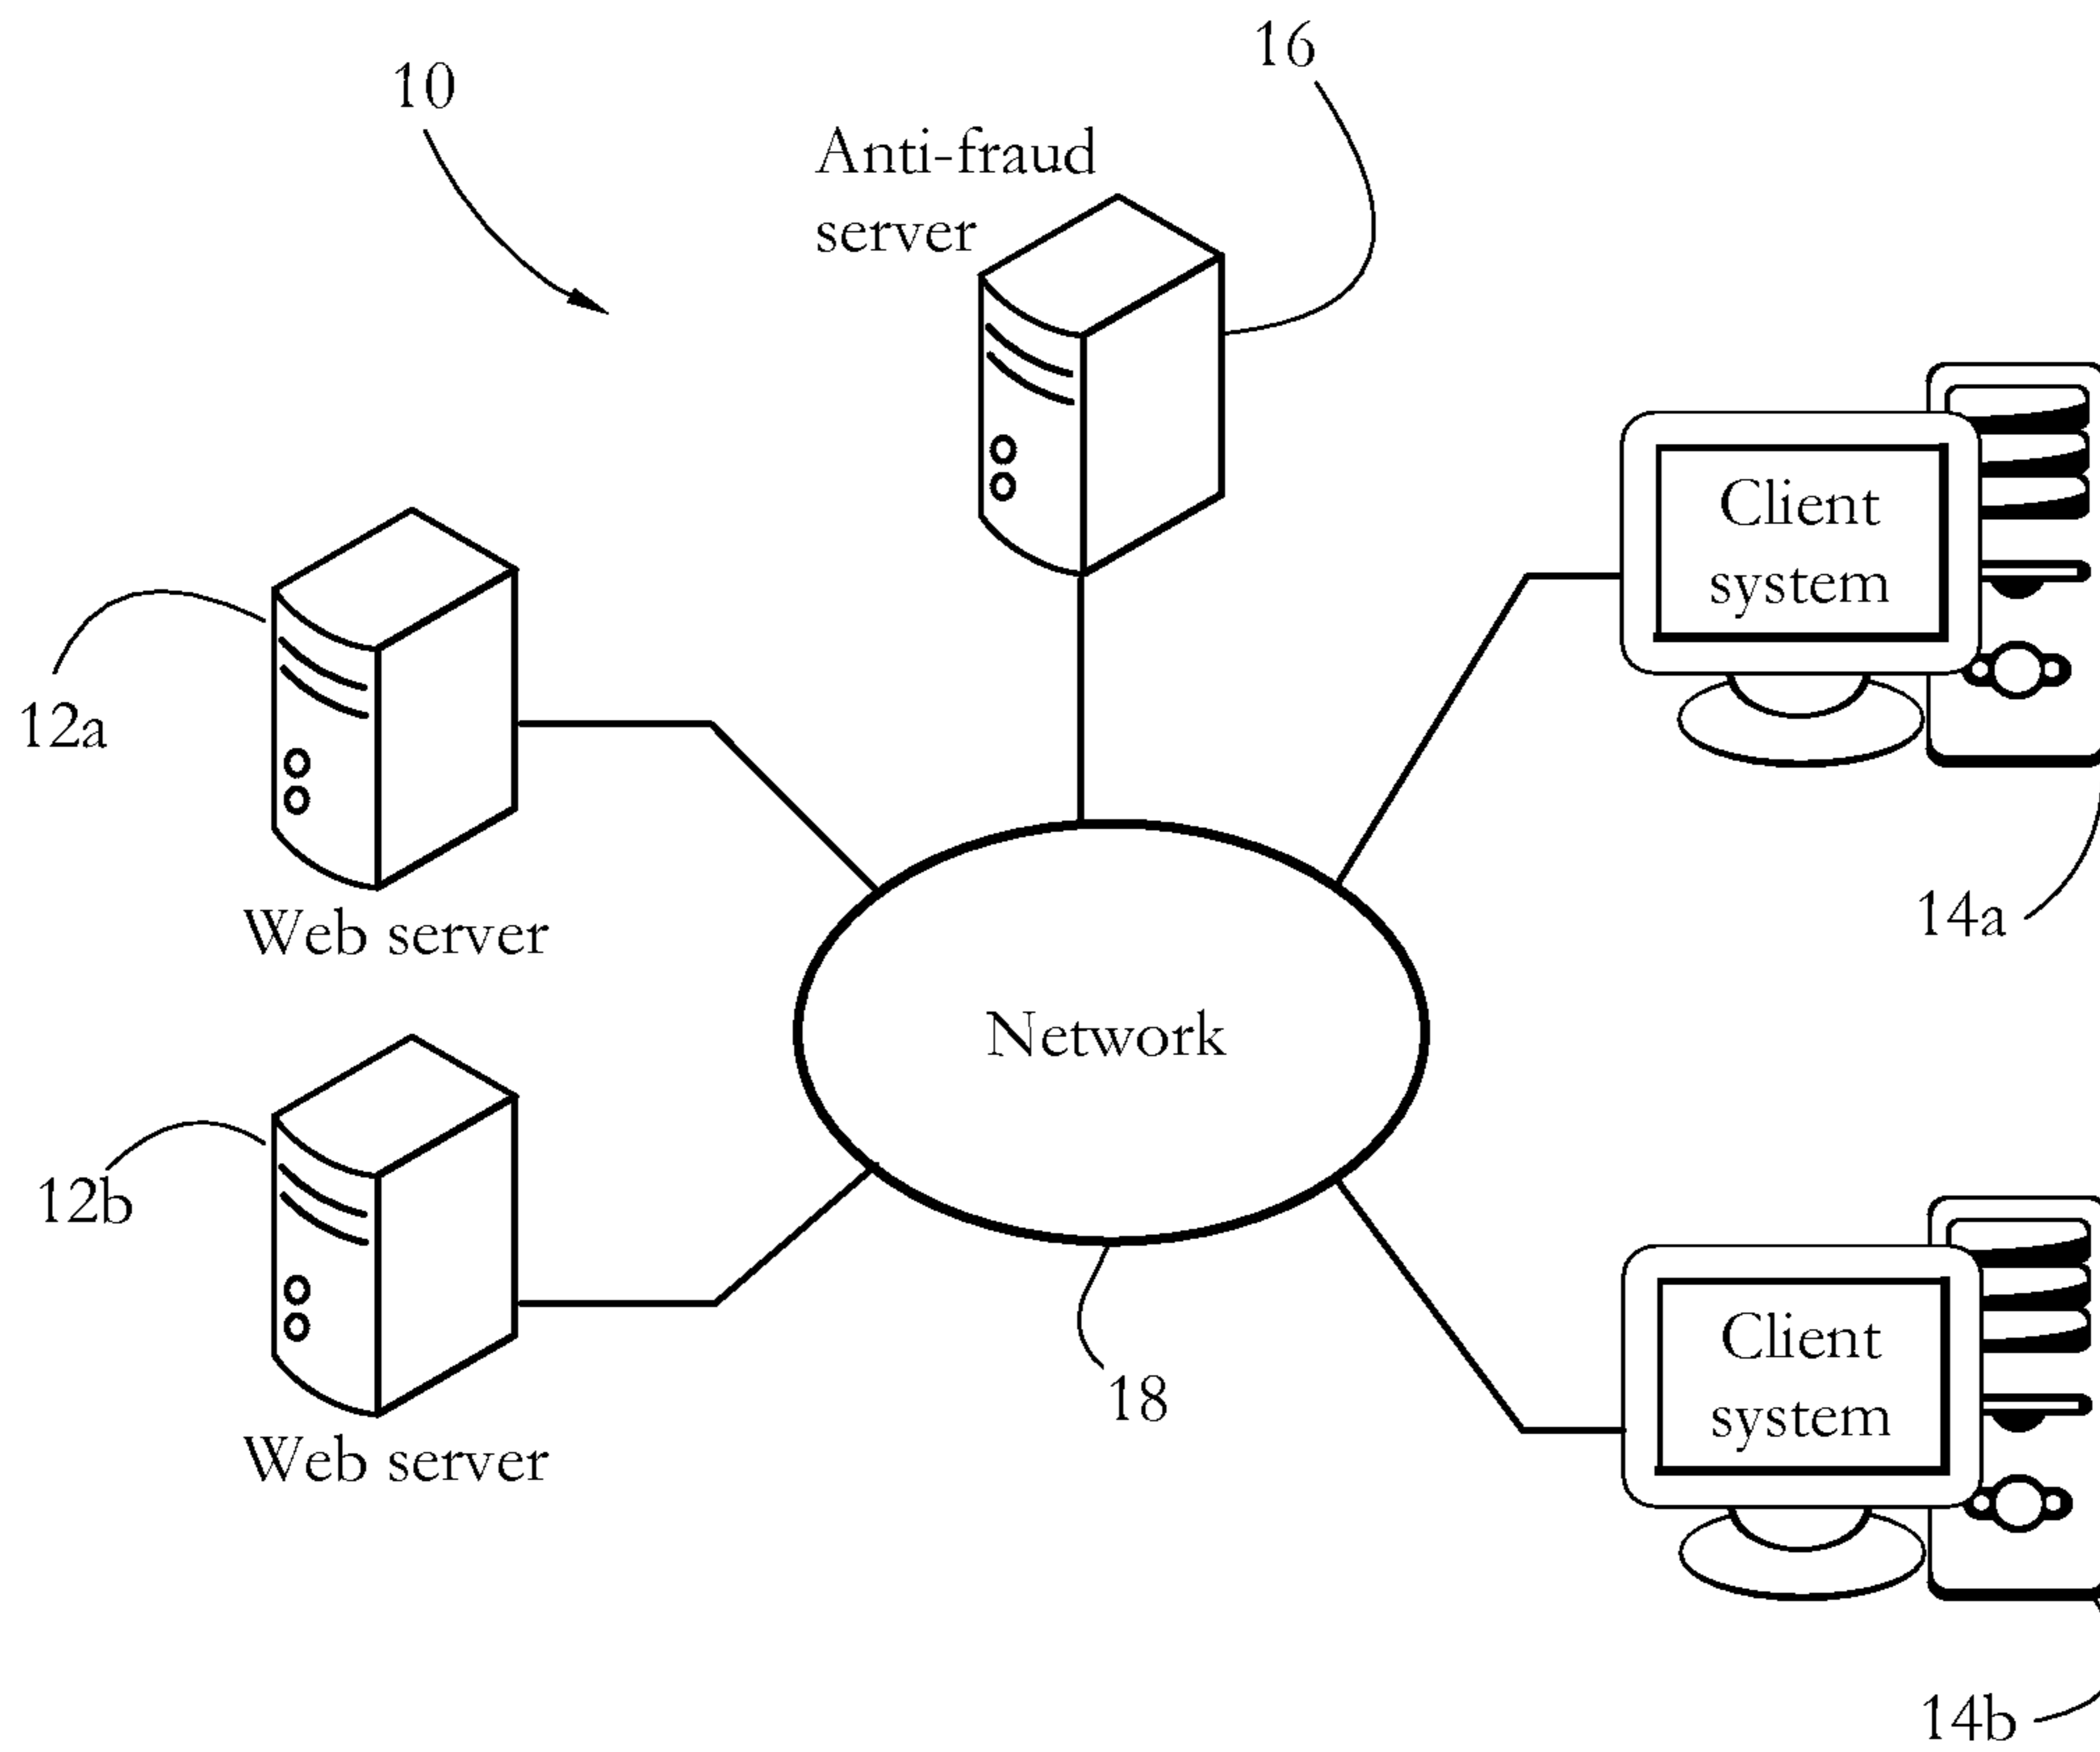 10
16
Anti-fraud
server
Client
system
12a
Web server
14a
Network
12b
Client
system
18
Web server
14b